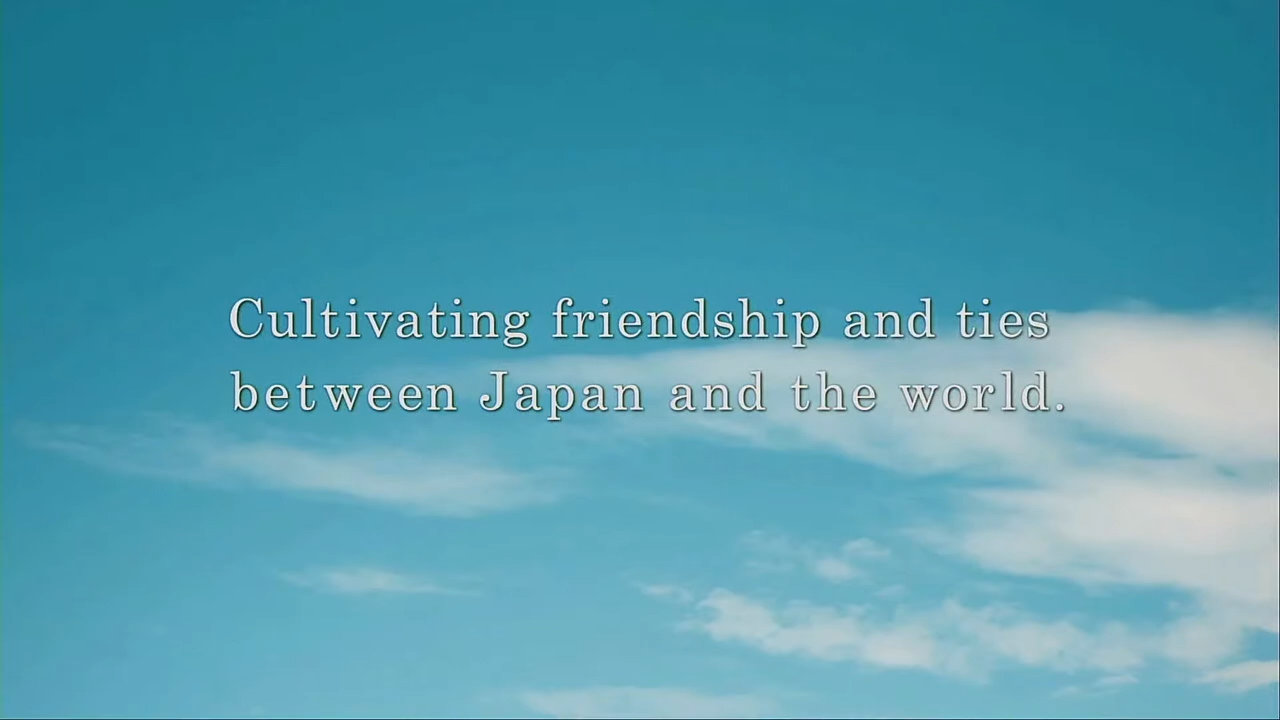 Cultivating friendship and ties
between Japan and the world.